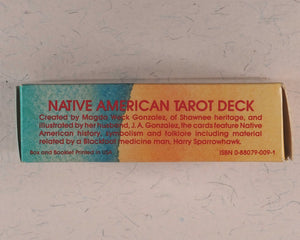 NATIVE AMERICAN TAROT DECK
Created by Magda Weck Gonzalez, of Shawnee heritage, and
illustrated by her husband, J. A. Gonzalez, the cards feature Native
American history, symbolism and folklore including material
related by a Blackfoot medicine man, Harry Sparrowhawk.
Box and Booklet Printed in USA ISBN 0-88079-009-1